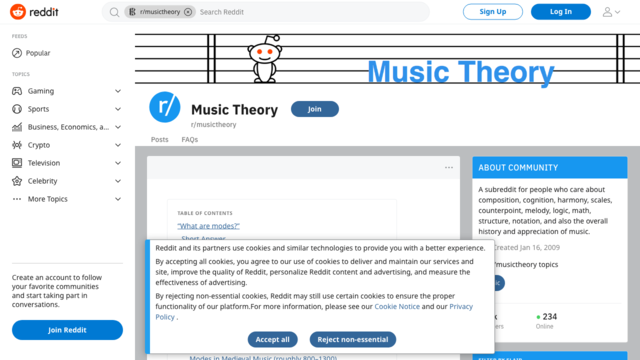 reddit
r/musictheory
Search Reddit
Sign Up
Log In
FEEDS
Popular
TOPICS
Gaming
Sports
Business, Economics, a...
Crypto
Television
Celebrity
More Topics
Create an account to follow
your favorite communities
and start taking part in
conversations.
Join Reddit
Music Theory
r/
Music Theory
Join
r/musictheory
Posts
FAQs
TABLE OF CONTENTS
"What are modes?"
Short Answer
ABOUT COMMUNITY
A subreddit for people who care about
composition, cognition, harmony, scales,
counterpoint, melody, logic, math,
structure, notation, and also the overall
history and appreciation of music.
Created Jan 16, 2009
/musictheory topics
234
Online
Reddit and its partners use cookies and similar technologies to provide you with a better experience.
By accepting all cookies, you agree to our use of cookies to deliver and maintain our services and
site, improve the quality of Reddit, personalize Reddit content and advertising, and measure the
effectiveness of advertising.
By rejecting non-essential cookies, Reddit may still use certain cookies to ensure the proper
functionality of our platform.For more information, please see our Cookie Notice and our Privacy
Policy .
Accept all
Reject non-essential
Modes in Medieval Music (roughly 800–1300)